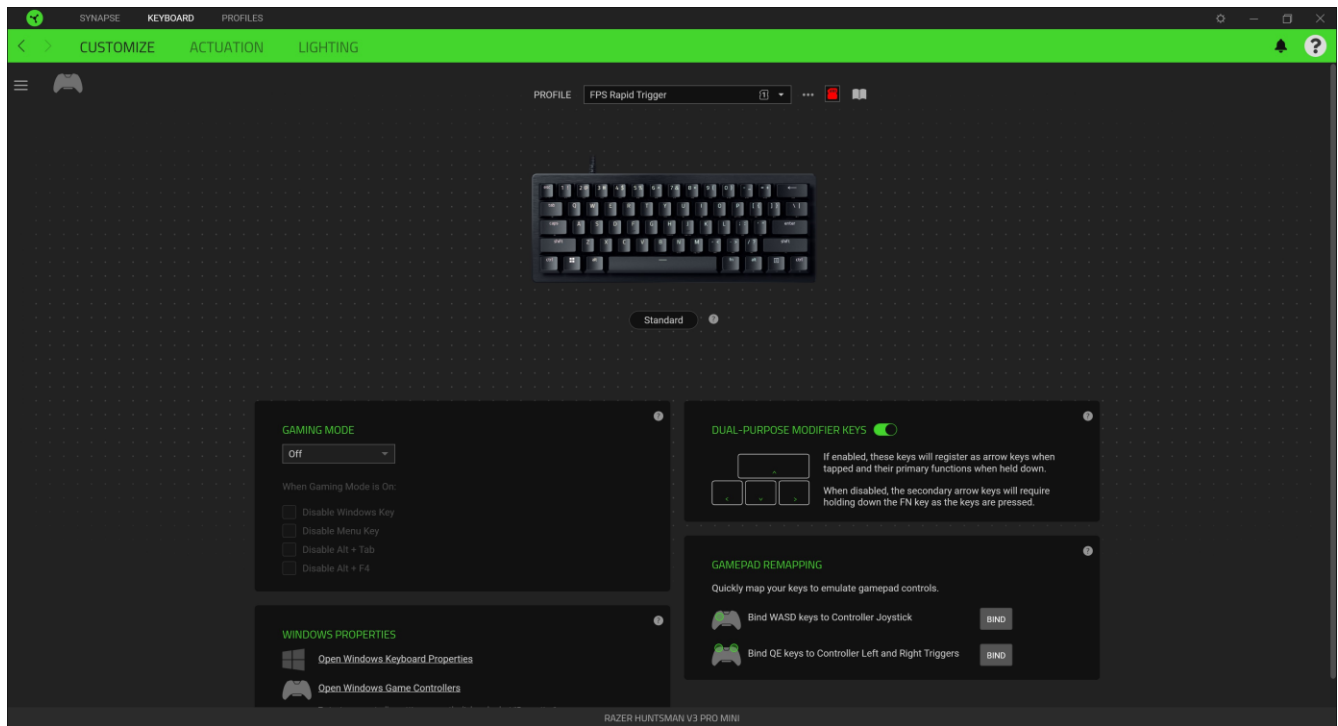 SYNAPSE KEYBOARD PROFILES
CUSTOMIZE ACTUATION LIGHTING
PROFILE FPS Rapid Trigger 1
Standard
GAMING MODE
Off
When Gaming Mode is On:
Disable Windows Key
Disable Menu Key
Disable Alt + Tab
Disable Alt + F4
WINDOWS PROPERTIES
Open Windows Keyboard Properties
Open Windows Game Controllers
DUAL-PURPOSE MODIFIER KEYS
If enabled, these keys will register as arrow keys when
tapped and their primary functions when held down.
When disabled, the secondary arrow keys will require
holding down the FN key as the keys are pressed.
GAMEPAD REMAPPING
Quickly map your keys to emulate gamepad controls.
Bind WASD keys to Controller Joystick BIND
Bind QE keys to Controller Left and Right Triggers BIND
RAZER HUNTSMAN V3 PRO MINI